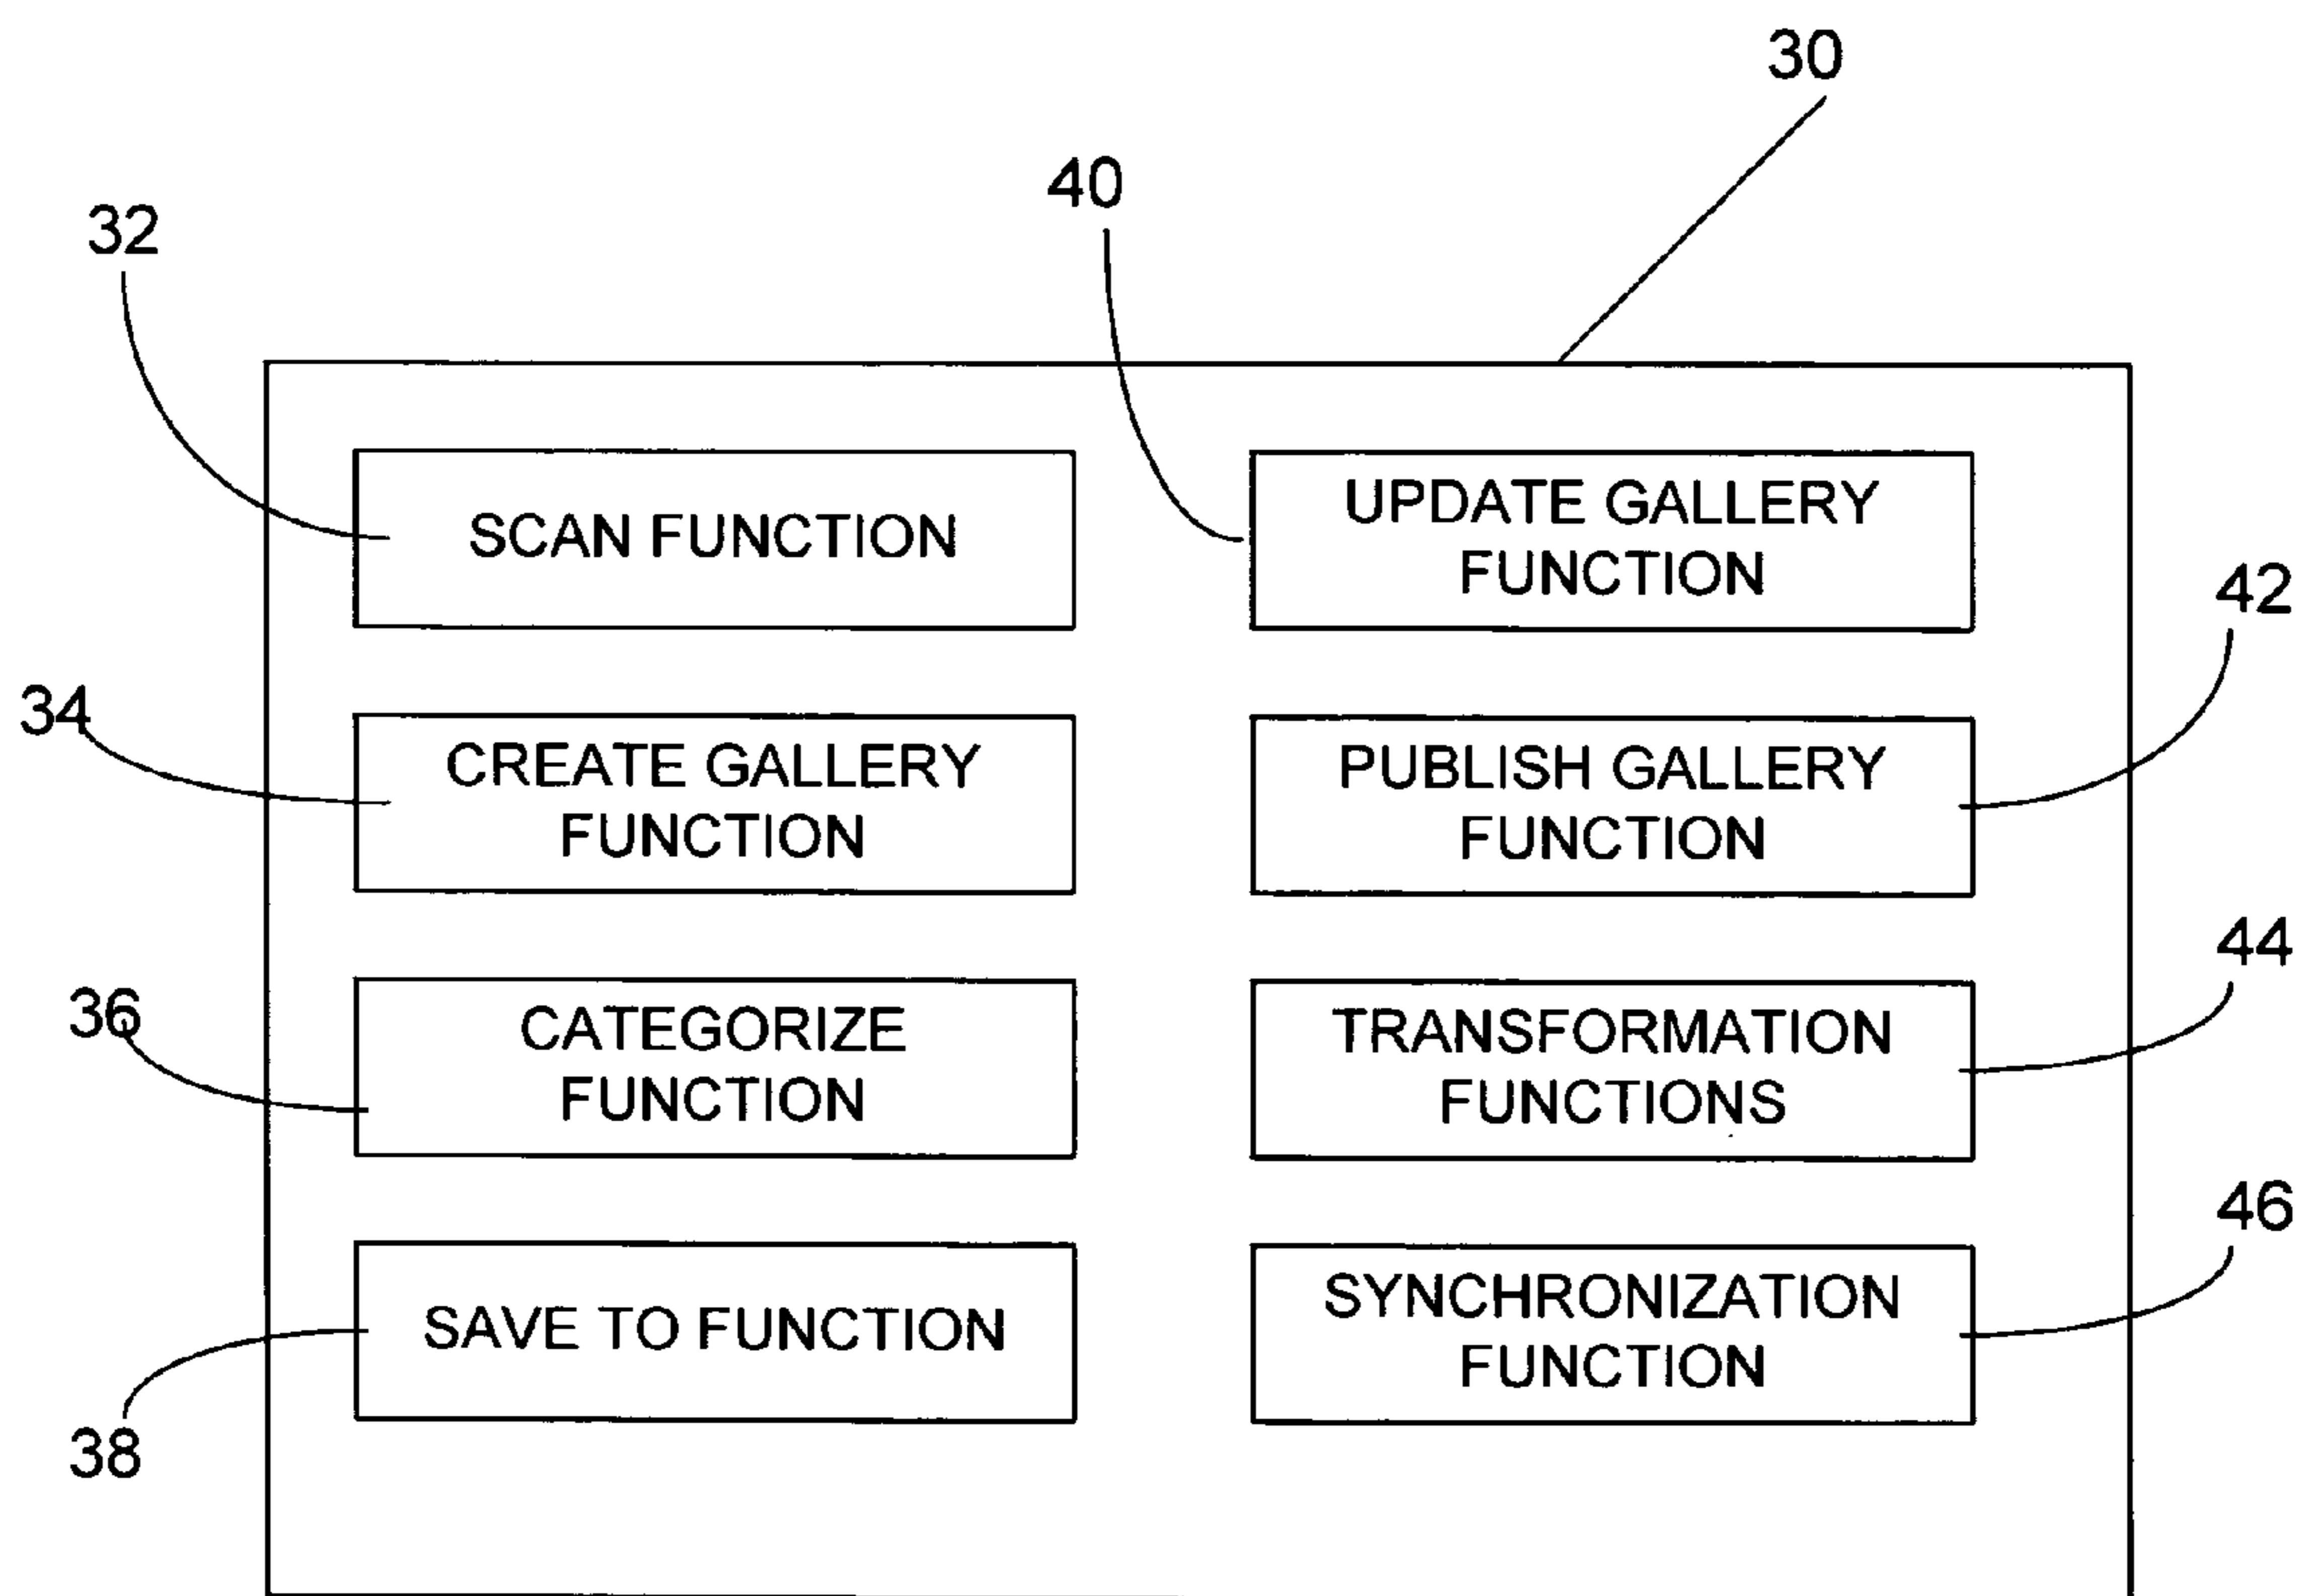 30
40
32
SCAN FUNCTION
UPDATE GALLERY
FUNCTION
42
34
CREATE GALLERY
FUNCTION
PUBLISH GALLERY
FUNCTION
44
36
CATEGORIZE
FUNCTION
TRANSFORMATION
FUNCTIONS
46
SAVE TO FUNCTION
SYNCHRONIZATION
FUNCTION
38